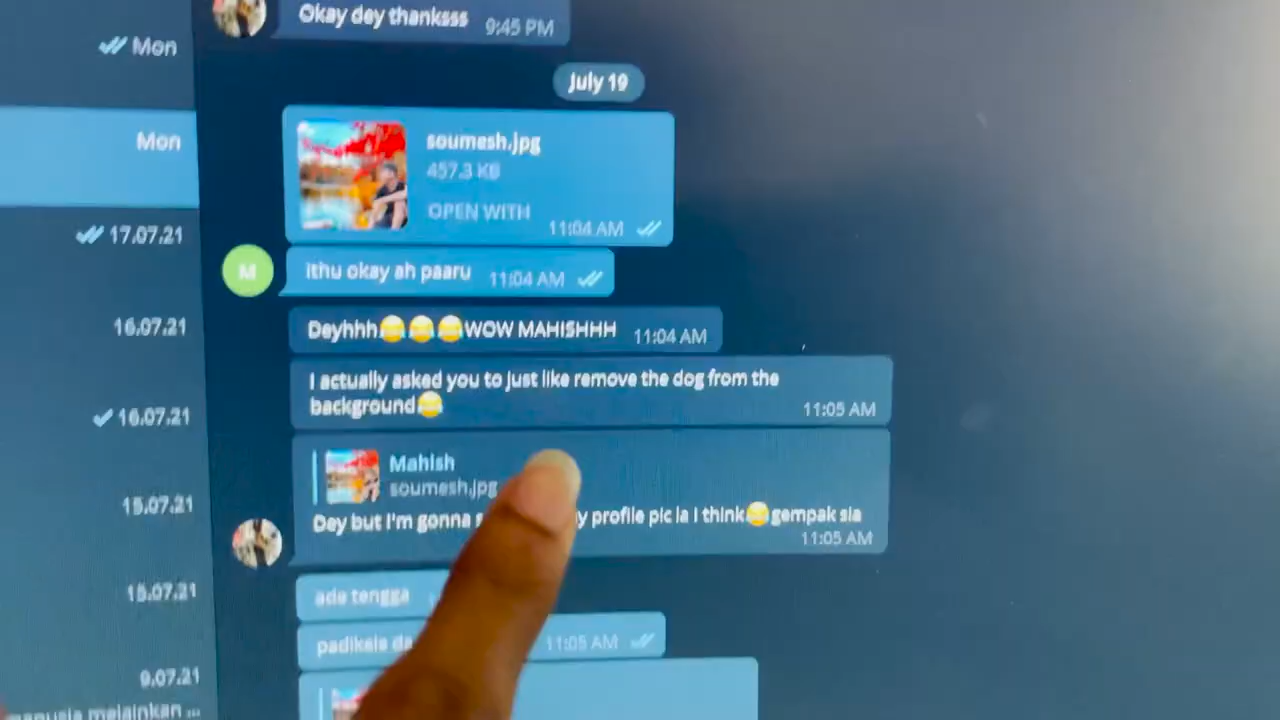 Mon
Mon
17.07.21
16.07.21
16.07.21
15.07.21
15.07.21
9.07.21
melainkan ...
Okay dey thanksss 9:45 PM
July 19
soumesh.jpg
457.3 KB
OPEN WITH 11:04 AM
M
ithu okay ah paaru 11:04 AM
Deyhhh😂😂😂WOW MAHISHHH 11:04 AM
I actually asked you to just like remove the dog from the
background😂 11:05 AM
Mahish
soumesh.jpg
Dey but I'm gonna profile pic la I think😂gempak sia
11:05 AM
ade tengga
padikala 11:05 AM